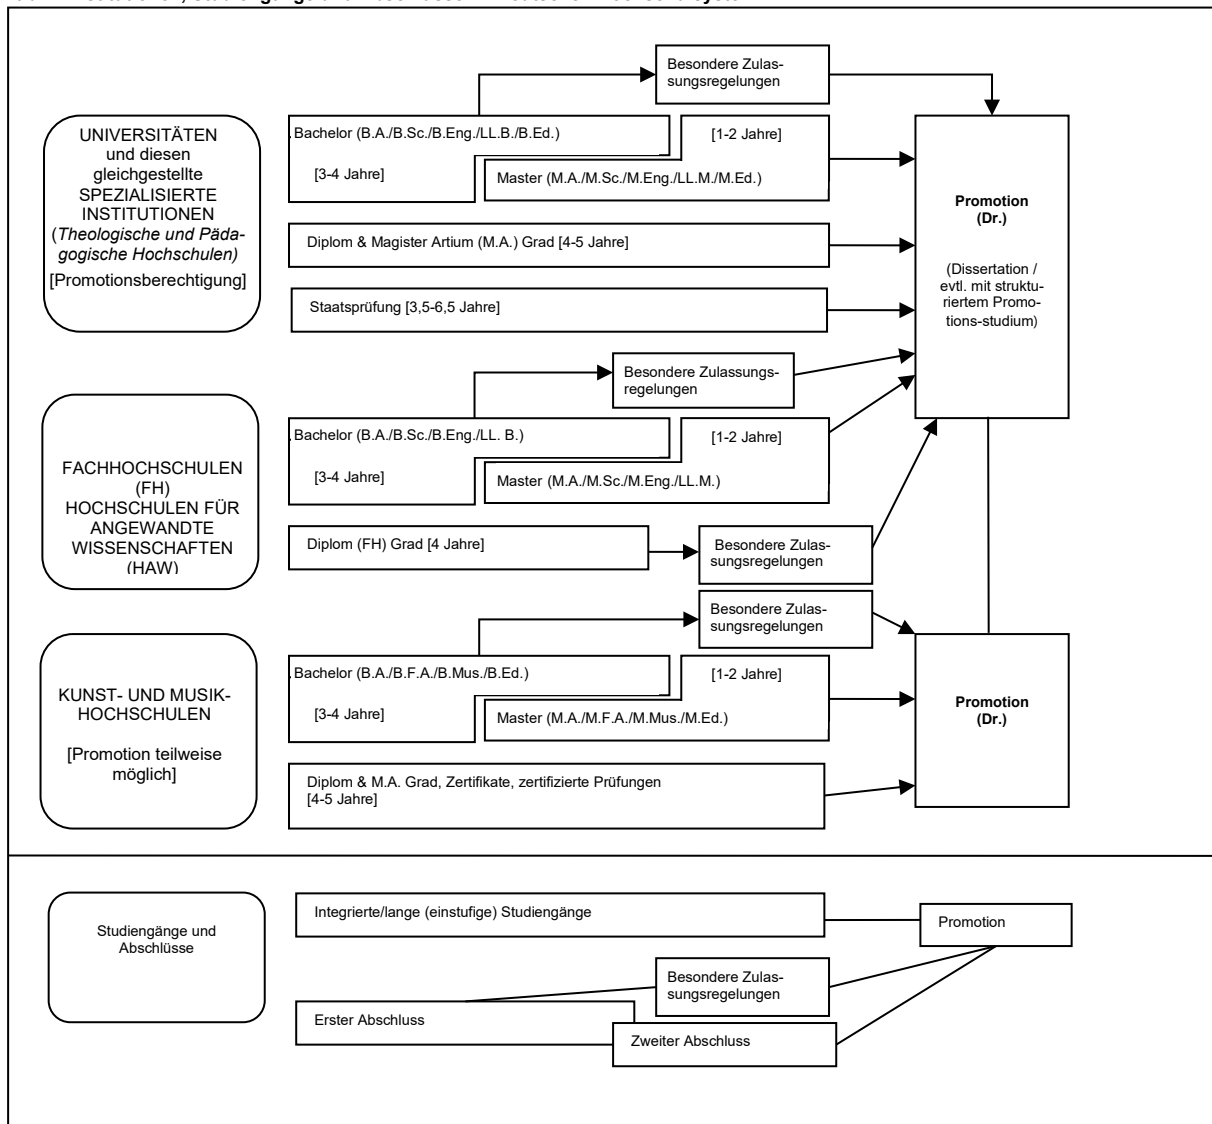 Besondere Zulas-
sungsregelungen
UNIVERSITÄTEN
und diesen
gleichgestellte
SPEZIALISIERTE
INSTITUTIONEN
(Theologische und Päda-
gogische Hochschulen)
[Promotionsberechtigung]
Bachelor (B.A./B.Sc./B.Eng./LL.B./B.Ed.)
[3-4 Jahre]
[1-2 Jahre]
Master (M.A./M.Sc./M.Eng./LL.M./M.Ed.)
Diplom & Magister Artium (M.A.) Grad [4-5 Jahre]
Staatsprüfung [3,5-6,5 Jahre]
Promotion
(Dr.)
(Dissertation /
evtl. mit struktu-
riertem Promo-
tions-studium)
Besondere Zulassungs-
regelungen
FACHHOCHSCHULEN
(FH)
HOCHSCHULEN FÜR
ANGEWANDTE
WISSENSCHAFTEN
(HAW)
Bachelor (B.A./B.Sc./B.Eng./LL. B.)
[3-4 Jahre]
[1-2 Jahre]
Master (M.A./M.Sc./M.Eng./LL.M.)
Diplom (FH) Grad [4 Jahre]
Besondere Zulas-
sungsregelungen
Besondere Zulas-
sungsregelungen
KUNST- UND MUSIK-
HOCHSCHULEN
[Promotion teilweise
möglich]
Bachelor (B.A./B.F.A./B.Mus./B.Ed.)
[3-4 Jahre]
[1-2 Jahre]
Master (M.A./M.F.A./M.Mus./M.Ed.)
Diplom & M.A. Grad, Zertifikate, zertifizierte Prüfungen
[4-5 Jahre]
Promotion
(Dr.)
Studiengänge und
Abschlüsse
Integrierte/lange (einstufige) Studiengänge
Promotion
Besondere Zulas-
sungsregelungen
Erster Abschluss
Zweiter Abschluss